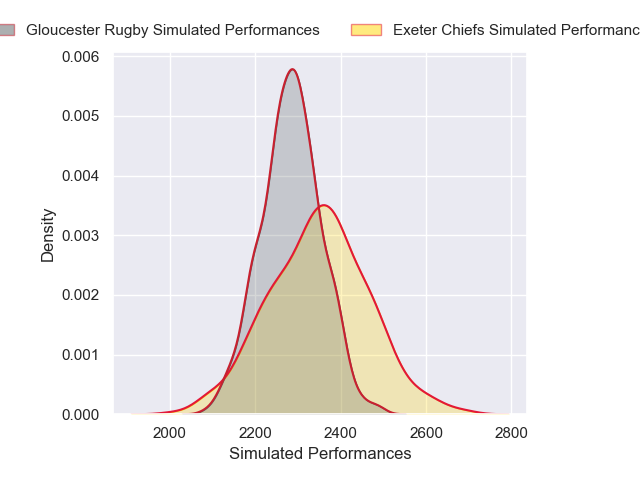 Gloucester Rugby Simulated Performances Exeter Chiefs Simulated Performanc
0.006
0.005
0.004
0.003
0.002
0.001
0.000
Density
2000 2200 2400 2600 2800
Simulated Performances